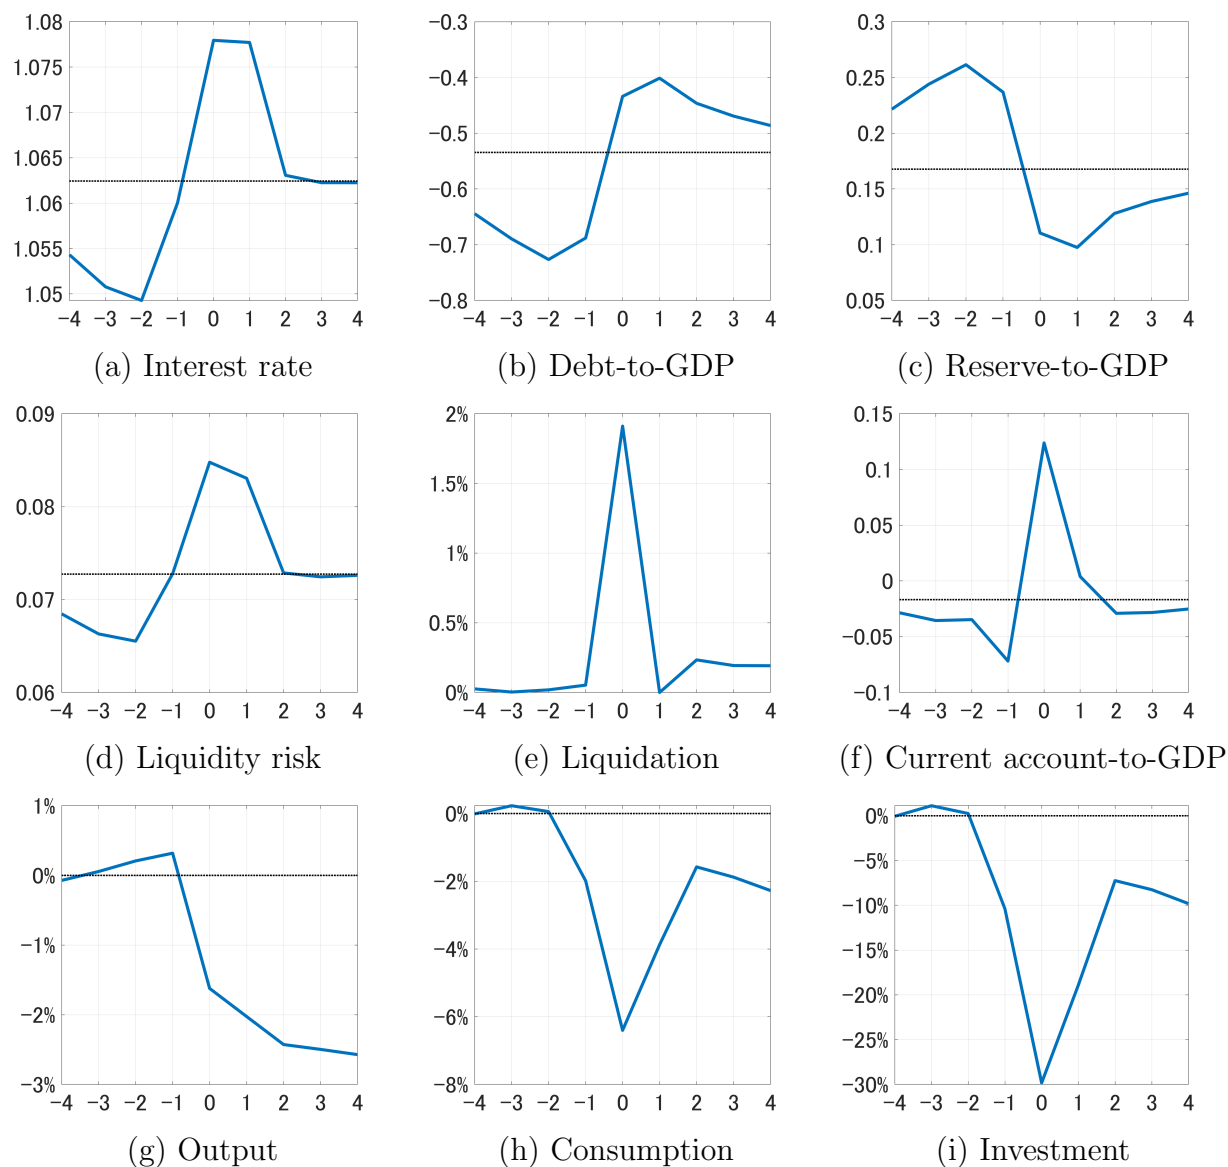 1.08
1.075
1.07
1.065
1.06
1.055
1.05
−4 −3 −2 −1 0 1 2 3 4
(a) Interest rate
−0.3
−0.4
−0.5
−0.6
−0.7
−0.8
−4 −3 −2 −1 0 1 2 3 4
(b) Debt-to-GDP
0.3
0.25
0.2
0.15
0.1
0.05
−4 −3 −2 −1 0 1 2 3 4
(c) Reserve-to-GDP
0.09
0.08
0.07
0.06
−4 −3 −2 −1 0 1 2 3 4
(d) Liquidity risk
2%
1.5%
1%
0.5%
0%
−4 −3 −2 −1 0 1 2 3 4
(e) Liquidation
0.15
0.1
0.05
0
−0.05
−0.1
−4 −3 −2 −1 0 1 2 3 4
(f) Current account-to-GDP
1%
0%
−1%
−2%
−3%
−4 −3 −2 −1 0 1 2 3 4
(g) Output
0%
−2%
−4%
−6%
−8%
−4 −3 −2 −1 0 1 2 3 4
(h) Consumption
0%
−5%
−10%
−15%
−20%
−25%
−30%
−4 −3 −2 −1 0 1 2 3 4
(i) Investment